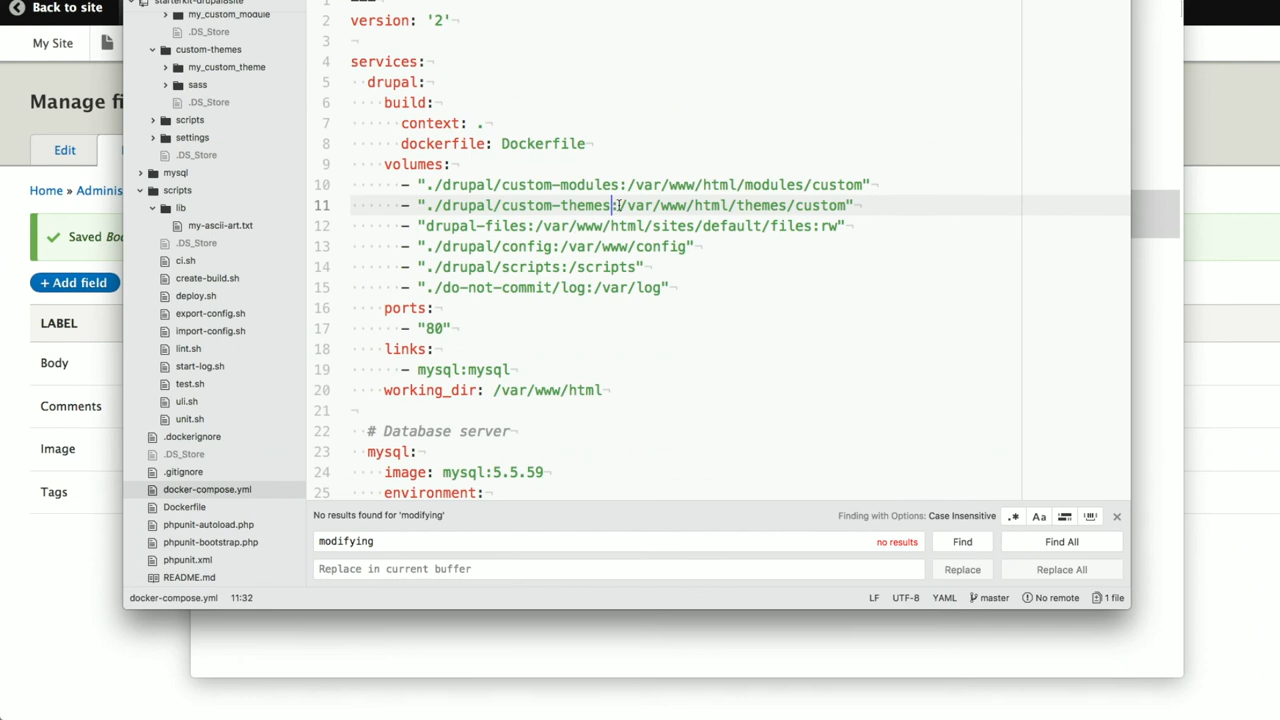 Back to site
My Site
Manage fi
Edit
Home » Adminis
Saved Boo
+ Add field
LABEL
Body
Comments
Image
Tags
starterkit-drupal8site
my_custom_module
.DS_Store
custom-themes
my_custom_theme
sass
.DS_Store
scripts
settings
.DS_Store
mysql
scripts
lib
my-ascii-art.txt
.DS_Store
ci.sh
create-build.sh
deploy.sh
export-config.sh
import-config.sh
lint.sh
start-log.sh
test.sh
uli.sh
unit.sh
.dockerignore
.DS_Store
.gitignore
docker-compose.yml
Dockerfile
phpunit-autoload.php
phpunit-bootstrap.php
phpunit.xml
README.md
1 ---
2 version: '2'
3
4 services:
5 drupal:
6 build:
7 context: .
8 dockerfile: Dockerfile
9 volumes:
10 - "./drupal/custom-modules:/var/www/html/modules/custom"
11 - "./drupal/custom-themes:/var/www/html/themes/custom"
12 - "drupal-files:/var/www/html/sites/default/files:rw"
13 - "./drupal/config:/var/www/config"
14 - "./drupal/scripts:/scripts"
15 - "./do-not-commit/log:/var/log"
16 ports:
17 - "80"
18 links:
19 - mysql:mysql
20 working_dir: /var/www/html
21
22 # Database server
23 mysql:
24 image: mysql:5.5.59
25 environment:
No results found for 'modifying'
Finding with Options: Case Insensitive
.* Aa
modifying no results Find Find All
Replace in current buffer Replace Replace All
docker-compose.yml 11:32 LF UTF-8 YAML master No remote 1 file